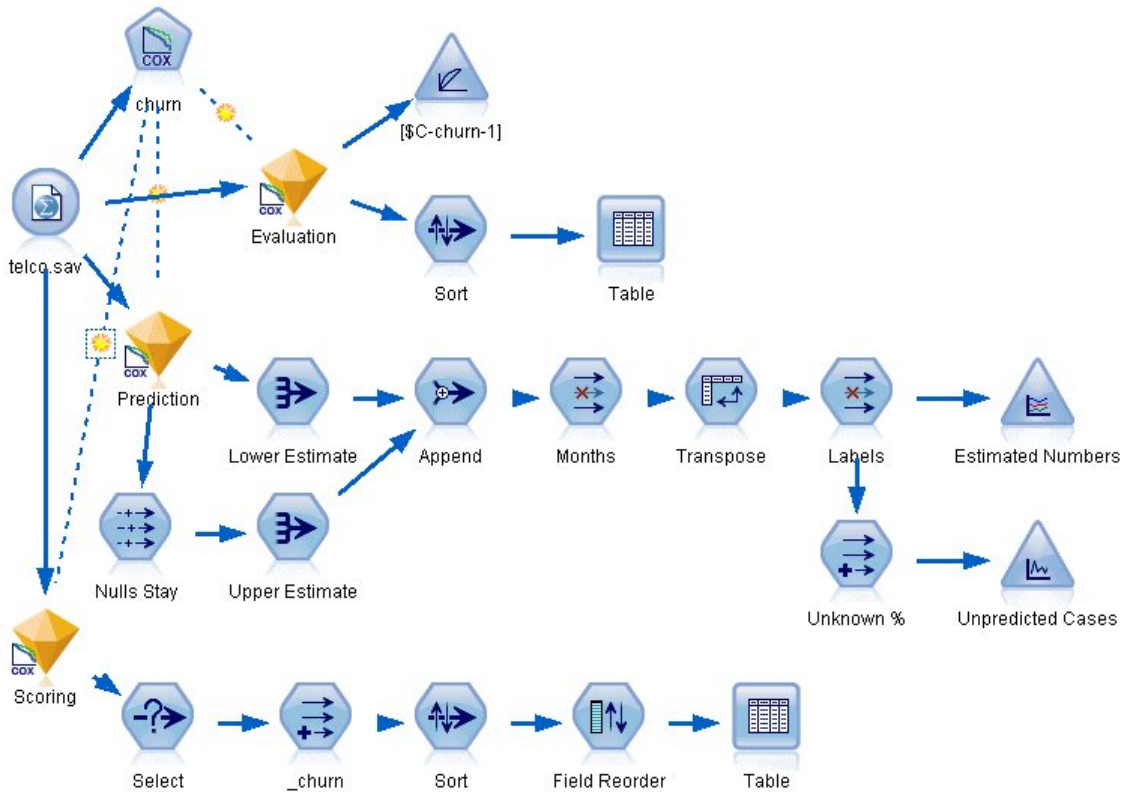 COX
churn
[$C-churn-1]
telco.sav
COX
Evaluation
Sort
Table
COX
Prediction
Lower Estimate
Append
Months
Transpose
Labels
Estimated Numbers
Nulls Stay
Upper Estimate
Unknown %
Unpredicted Cases
COX
Scoring
Select
_churn
Sort
Field Reorder
Table